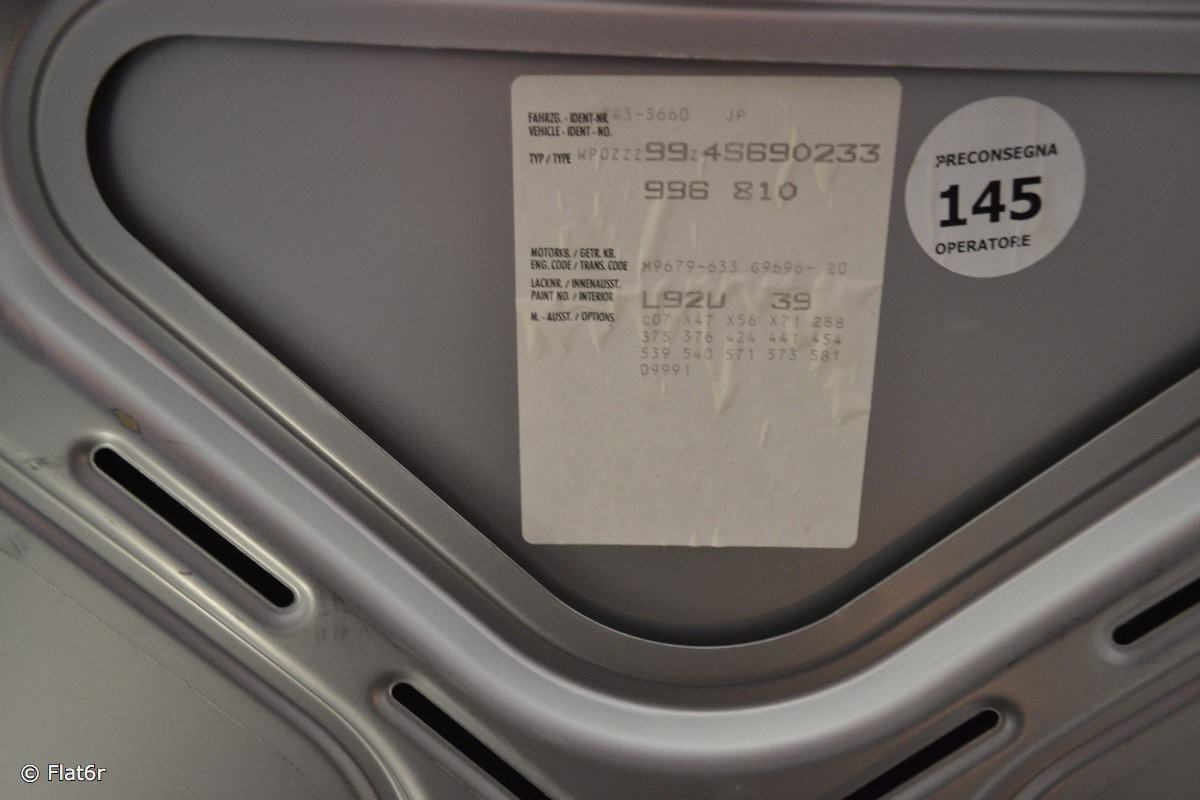 FAHRZG. - IDENT-NR. 143-5660 JP
VEHICLE - IDENT - NO.
TYP / TYPE WP0ZZZ99Z4S690233
996 810
MOTORKB. / GETR. KB.
ENG. CODE / TRANS. CODE M9679-633 G9696- 20
LACKNR. / INNENAUSST.
PAINT NO. / INTERIOR L92U 39
M. - AUSST. / OPTIONS C07 X47 X58 X71 288
375 376 424 441 454
539 540 571 573 581
09991
PRECONSEGNA
145
OPERATORE
© Flat6r